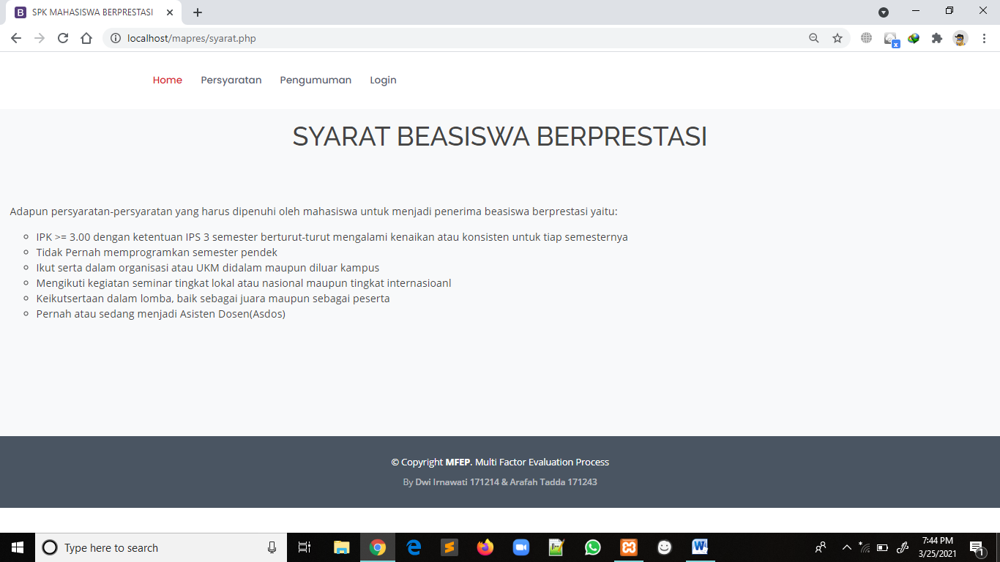 SPK MAHASISWA BERPRESTASI
localhost/mapres/syarat.php
Home Persyaratan Pengumuman Login
SYARAT BEASISWA BERPRESTASI
Adapun persyaratan-persyaratan yang harus dipenuhi oleh mahasiswa untuk menjadi penerima beasiswa berprestasi yaitu:
IPK >= 3.00 dengan ketentuan IPS 3 semester berturut-turut mengalami kenaikan atau konsisten untuk tiap semesternya
Tidak Pernah memprogramkan semester pendek
Ikut serta dalam organisasi atau UKM didalam maupun diluar kampus
Mengikuti kegiatan seminar tingkat lokal atau nasional maupun tingkat internasioanl
Keikutsertaan dalam lomba, baik sebagai juara maupun sebagai peserta
Pernah atau sedang menjadi Asisten Dosen(Asdos)
© Copyright MFEP. Multi Factor Evaluation Process
By Dwi Irnawati 171214 & Arafah Tadda 171243
Type here to search
7:44 PM
3/25/2021
1